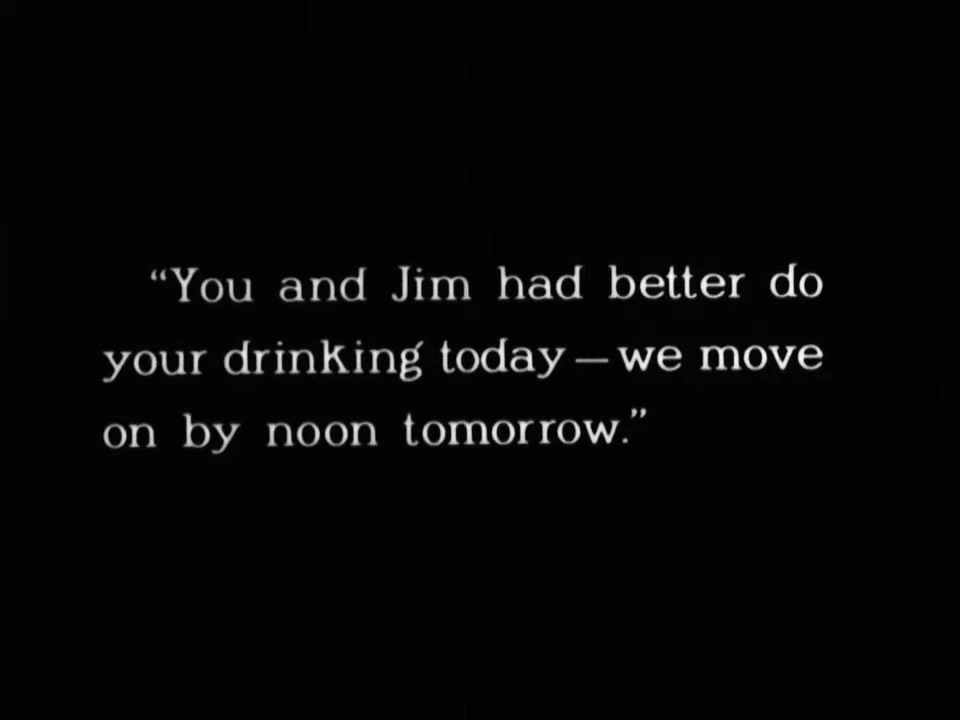 “You and Jim had better do
your drinking today — we move
on by noon tomorrow.”